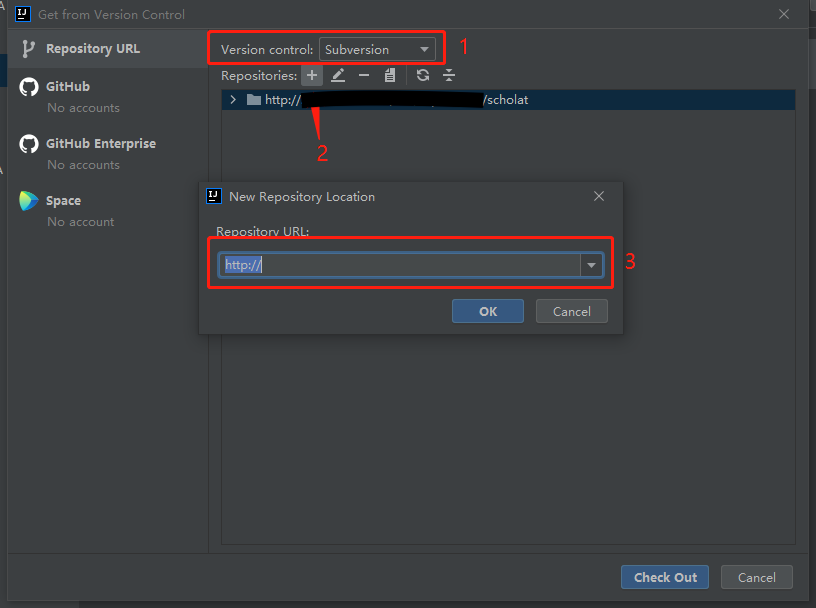 Get from Version Control
Repository URL
Version control: Subversion 1
Repositories:
GitHub
No accounts
http:// /scholat
2
GitHub Enterprise
No accounts
Space
No account
New Repository Location
Repository URL:
http://
3
OK Cancel
Check Out Cancel